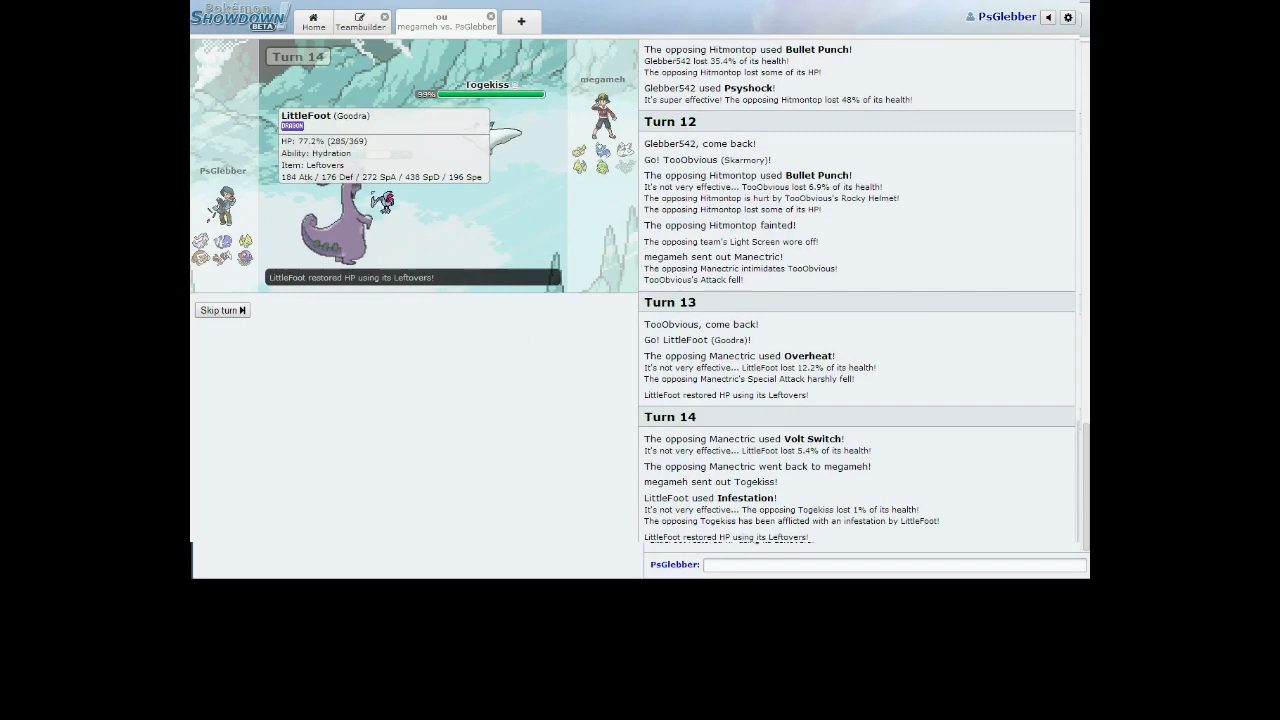 Pokémon
SHOWDOWN
BETA
Home
Teambuilder
ou
megameh vs. PsGlebber
+
PsGlebber
Turn 14
Togekiss
99%
megameh
PsGlebber
LittleFoot (Goodra)
DRAGON
HP: 77.2% (285/369)
Ability: Hydration
Item: Leftovers
184 Atk / 176 Def / 272 SpA / 438 SpD / 196 Spe
LittleFoot restored HP using its Leftovers!
Skip turn
The opposing Hitmontop used Bullet Punch!
Glebber542 lost 35.4% of its health!
The opposing Hitmontop lost some of its HP!
Glebber542 used Psyshock!
It's super effective! The opposing Hitmontop lost 48% of its health!
Turn 12
Glebber542, come back!
Go! TooObvious (Skarmory)!
The opposing Hitmontop used Bullet Punch!
It's not very effective... TooObvious lost 6.9% of its health!
The opposing Hitmontop is hurt by TooObvious's Rocky Helmet!
The opposing Hitmontop lost some of its HP!
The opposing Hitmontop fainted!
The opposing team's Light Screen wore off!
megameh sent out Manectric!
The opposing Manectric intimidates TooObvious!
TooObvious's Attack fell!
Turn 13
TooObvious, come back!
Go! LittleFoot (Goodra)!
The opposing Manectric used Overheat!
It's not very effective... LittleFoot lost 12.2% of its health!
The opposing Manectric's Special Attack harshly fell!
LittleFoot restored HP using its Leftovers!
Turn 14
The opposing Manectric used Volt Switch!
It's not very effective... LittleFoot lost 5.4% of its health!
The opposing Manectric went back to megameh!
megameh sent out Togekiss!
LittleFoot used Infestation!
It's not very effective... The opposing Togekiss lost 1% of its health!
The opposing Togekiss has been afflicted with an infestation by LittleFoot!
LittleFoot restored HP using its Leftovers!
PsGlebber: